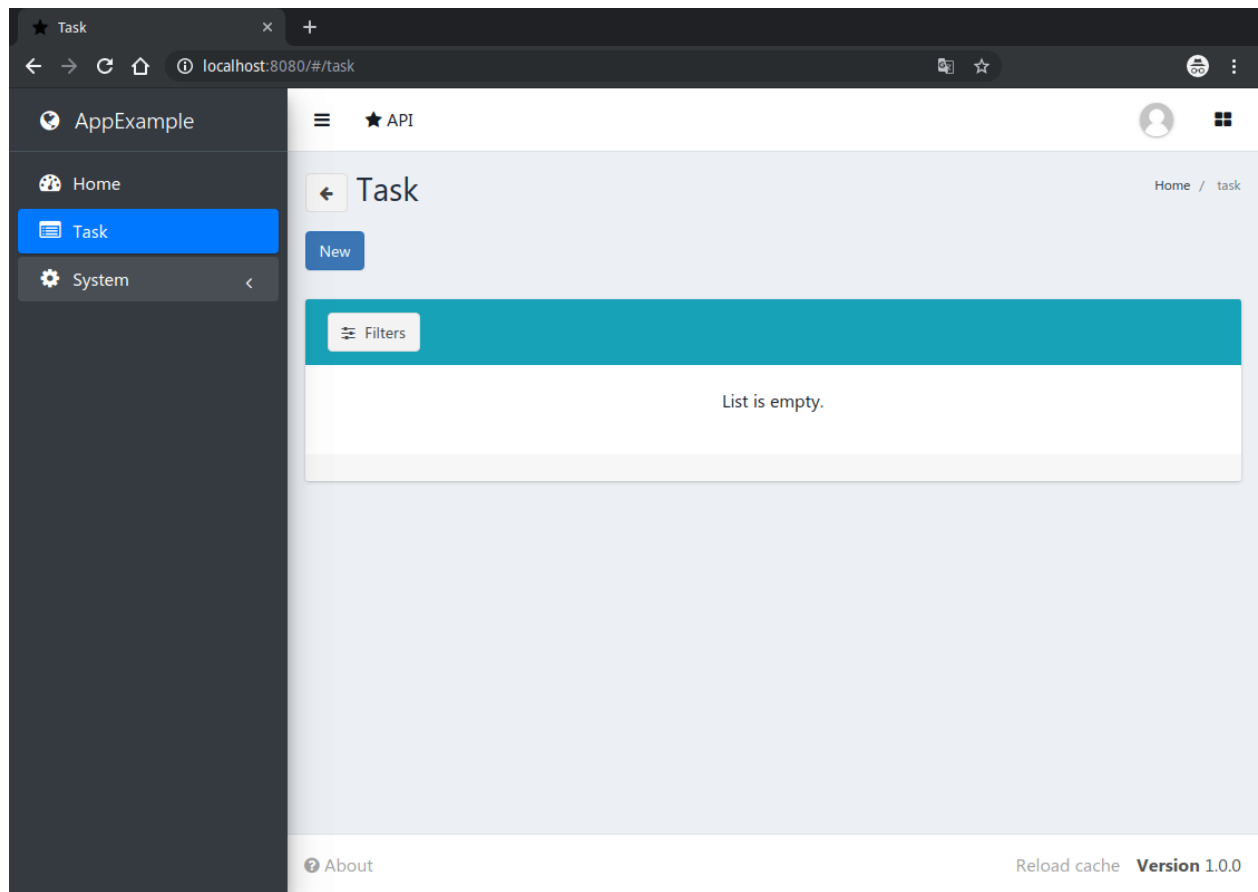 Task
localhost:8080/#/task
AppExample
API
Home
Task
Home / task
Task
New
System
Filters
List is empty.
About
Reload cache Version 1.0.0